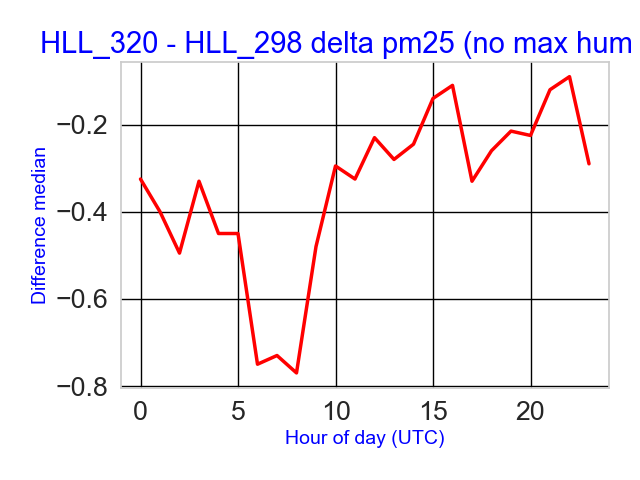 HLL_320 - HLL_298 delta pm25 (no max hum
−0.2
−0.4
−0.6
−0.8
Difference median
0 5 10 15 20
Hour of day (UTC)